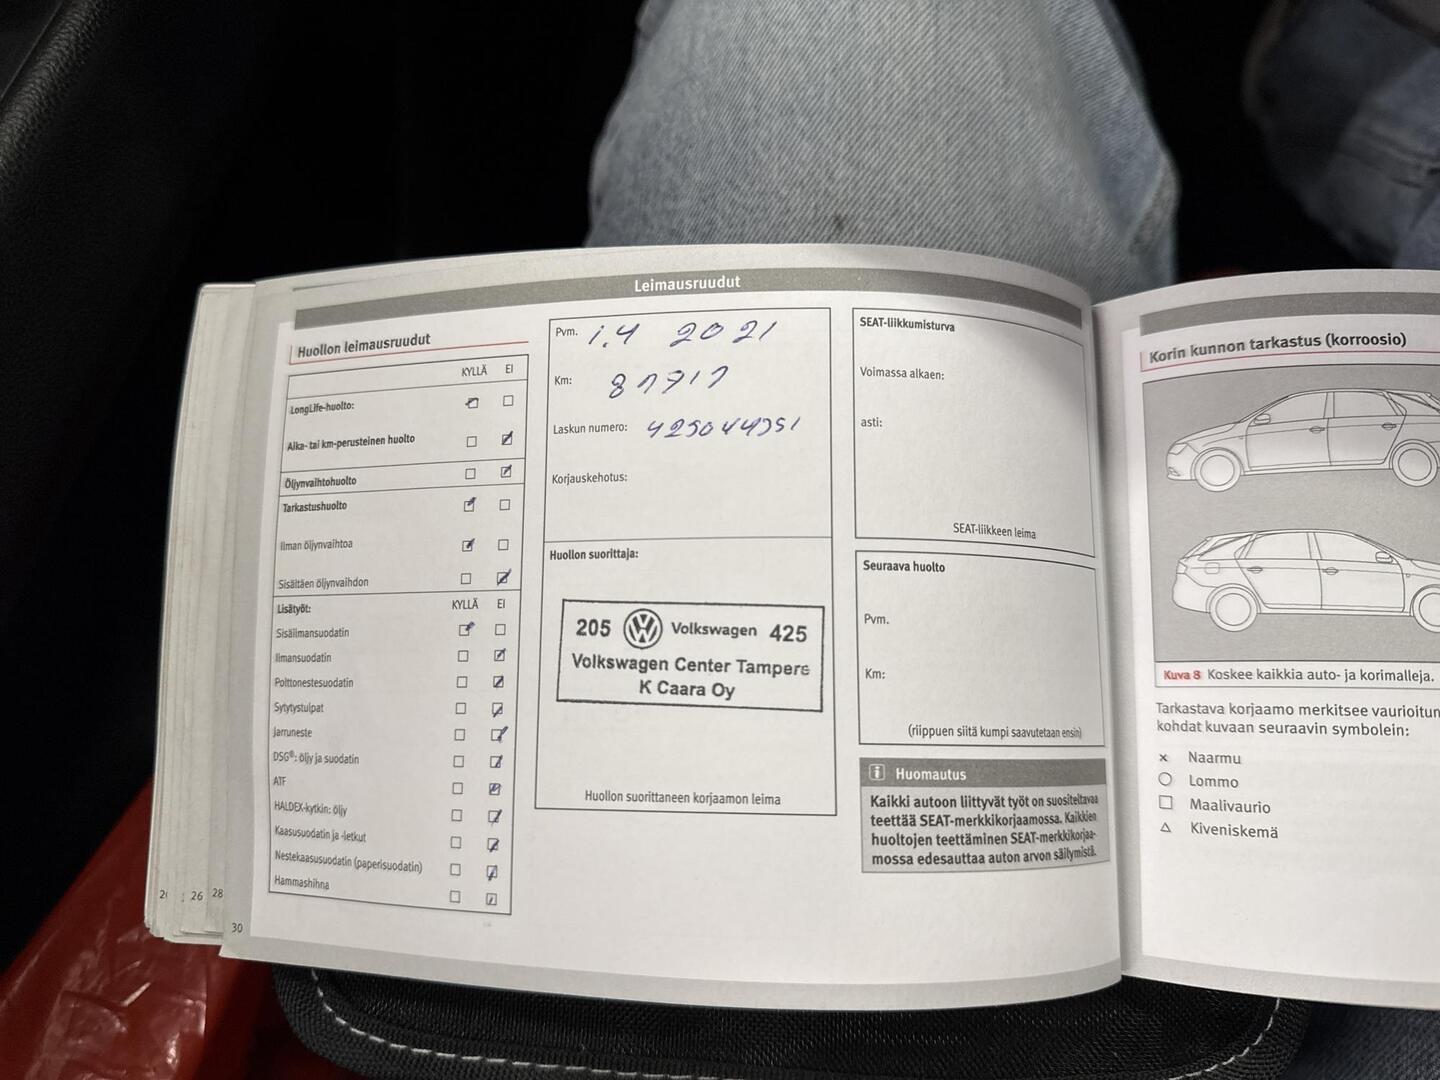 Leimausruudut
Huollon leimausruudut
KYLLÄ EI
LongLife-huolto:
Aika- tai km-perusteinen huolto
Öljynvaihtohuolto
Tarkastushuolto
Ilman öljynvaihtoa
Sisältäen öljynvaihdon
Lisätyöt: KYLLÄ EI
Sisäilmansuodatin
Ilmansuodatin
Polttonestesuodatin
Sytytystulpat
Jarruneste
DSG®: öljy ja suodatin
ATF
HALDEX-kytkin: öljy
Kaasusuodatin ja -letkut
Nestekaasusuodatin (paperisuodatin)
Hammashihna
30
26
28
Pvm. 1.4 2021
Km:
Laskun numero:
Korjauskehotus:
Huollon suorittaja:
205 Volkswagen 425
Volkswagen Center Tampere
K Caara Oy
Huollon suorittaneen korjaamon leima
SEAT-liikkumisturva
Voimassa alkaen:
asti:
SEAT-liikkeen leima
Seuraava huolto
Pvm.
Km:
(riippuen siitä kumpi saavutetaan ensin)
Huomautus
Kaikki autoon liittyvät työt on suositeltavaa
teettää SEAT-merkkikorjaamossa. Kaikkien
huoltojen teettäminen SEAT-merkkikorjaa-
mossa edesauttaa auton arvon säilymistä.
Korin kunnon tarkastus (korroosio)
Kuva 8 Koskee kaikkia auto- ja korimalleja.
Tarkastava korjaamo merkitsee vaurioitun
kohdat kuvaan seuraavin symbolein:
Naarmu
Lommo
Maalivaurio
Kiveniskemä